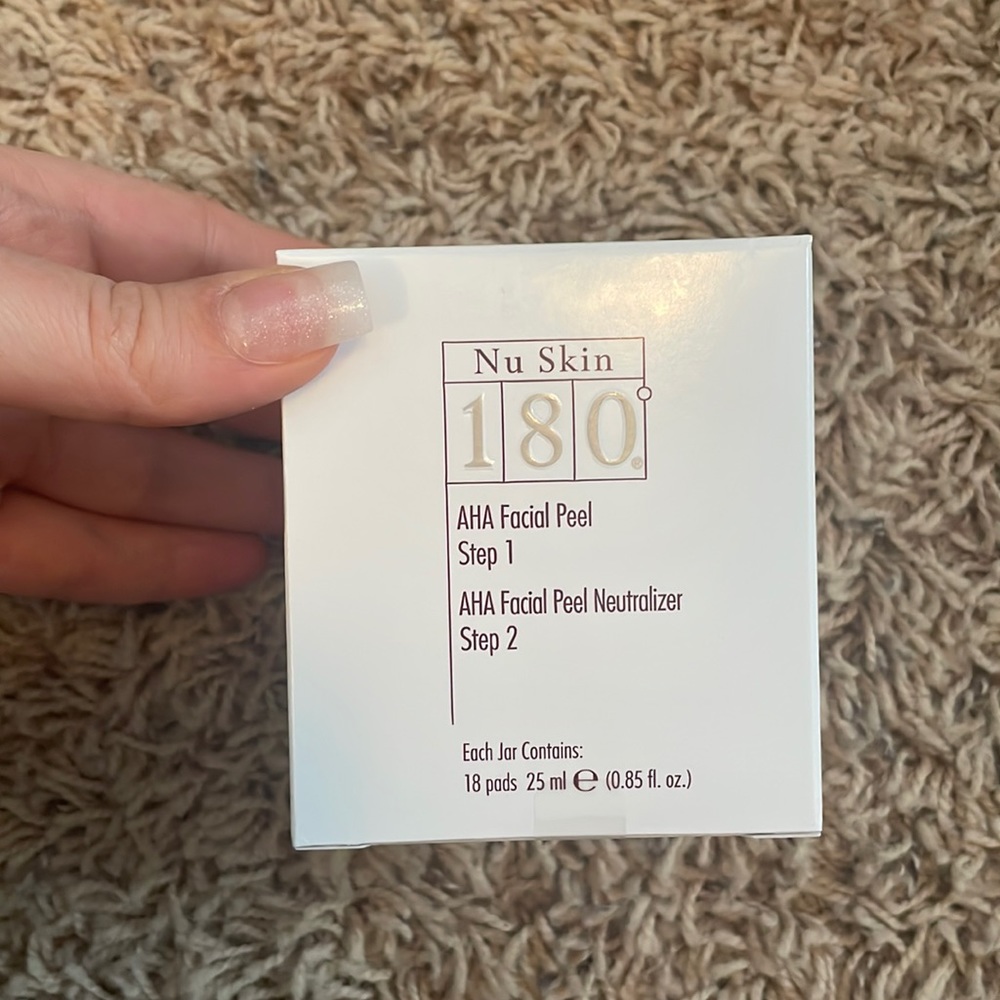 Nu Skin
180°®
AHA Facial Peel
Step 1
AHA Facial Peel Neutralizer
Step 2
Each Jar Contains:
18 pads 25 ml ℮ (0.85 fl. oz.)